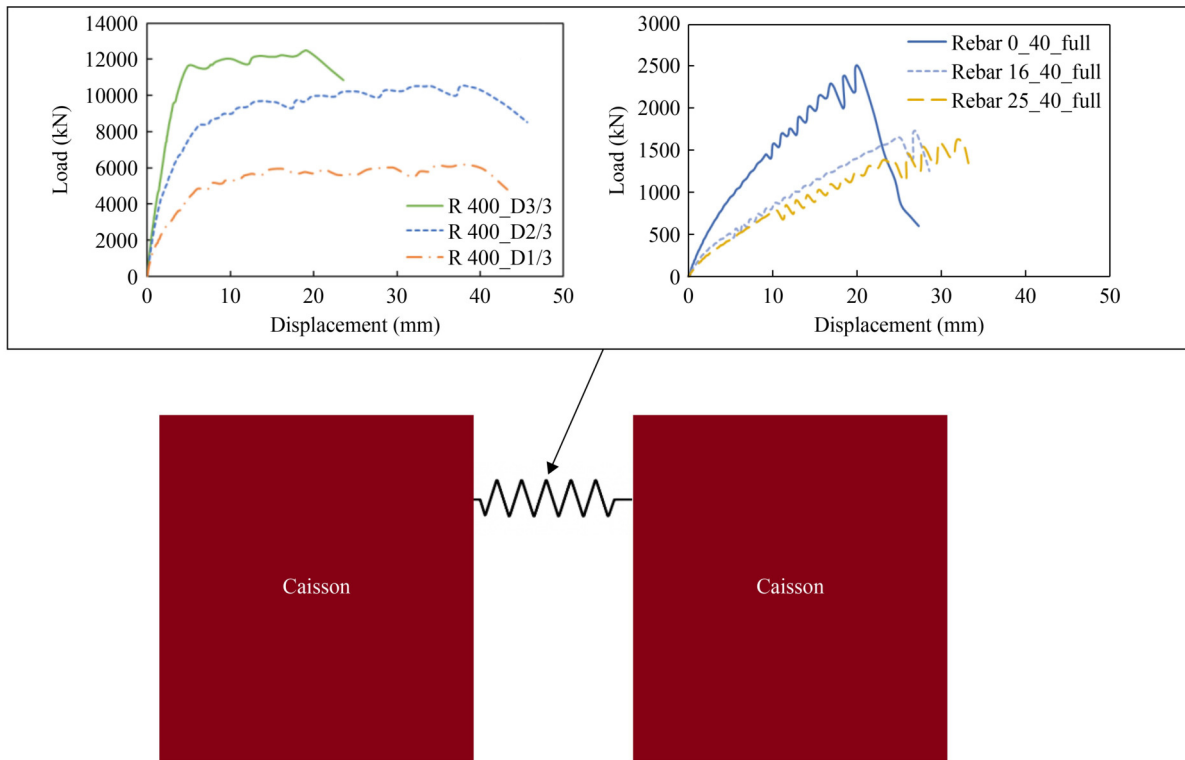 14000
12000
10000
8000
6000
4000
2000
0
Load (kN)
R 400_D3/3
R 400_D2/3
R 400_D1/3
0 10 20 30 40 50
Displacement (mm)
3000
2500
2000
1500
1000
500
0
Load (kN)
Rebar 0_40_full
Rebar 16_40_full
Rebar 25_40_full
0 10 20 30 40 50
Displacement (mm)
Caisson
Caisson